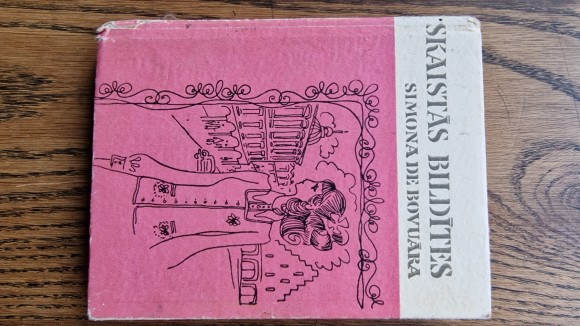 SKAISTĀS BILDĪTES
SIMONA DE BOVUĀRA